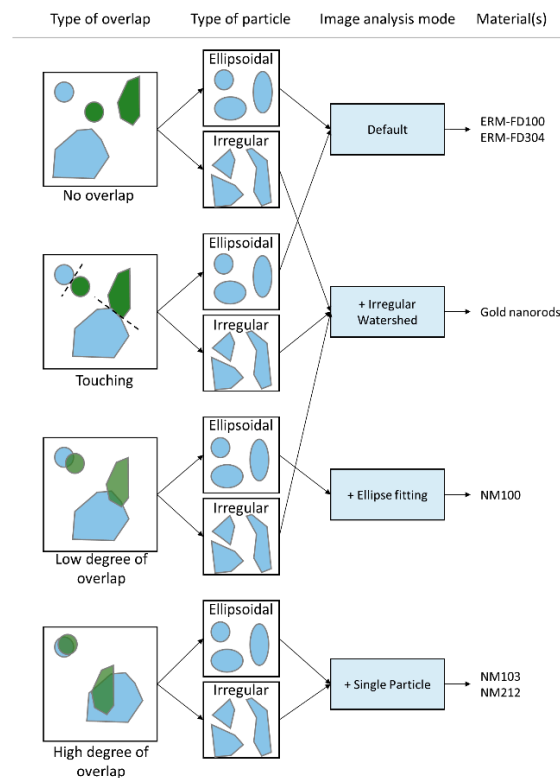 Type of overlap
Type of particle
Image analysis mode
Material(s)
No overlap
Ellipsoidal
Irregular
Default
ERM-FD100
ERM-FD304
Touching
Ellipsoidal
Irregular
+ Irregular
Watershed
Gold nanorods
Low degree of
overlap
Ellipsoidal
Irregular
+ Ellipse fitting
NM100
High degree of
overlap
Ellipsoidal
Irregular
+ Single Particle
NM103
NM212